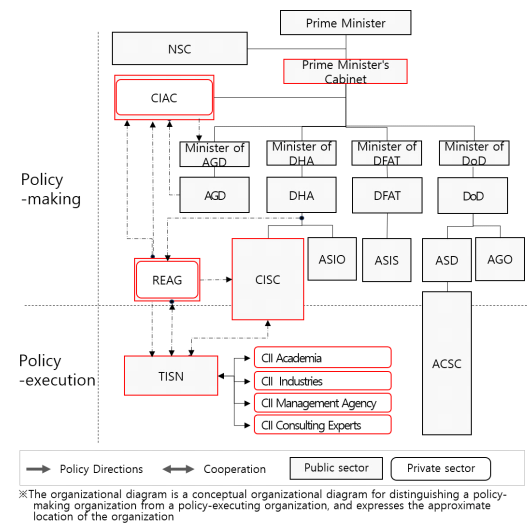 Prime Minister
NSC
Prime Minister's
Cabinet
CIAC
Minister of
AGD
Minister of
DHA
Minister of
DFAT
Minister of
DoD
Policy
-making
AGD
DHA
DFAT
DoD
REAG
CISC
ASIO
ASIS
ASD
AGO
Policy
-execution
TISN
CII Academia
CII Industries
CII Management Agency
CII Consulting Experts
ACSC
Policy Directions
Cooperation
Public sector
Private sector
※The organizational diagram is a conceptual organizational diagram for distinguishing a policy-
making organization from a policy-executing organization, and expresses the approximate
location of the organization